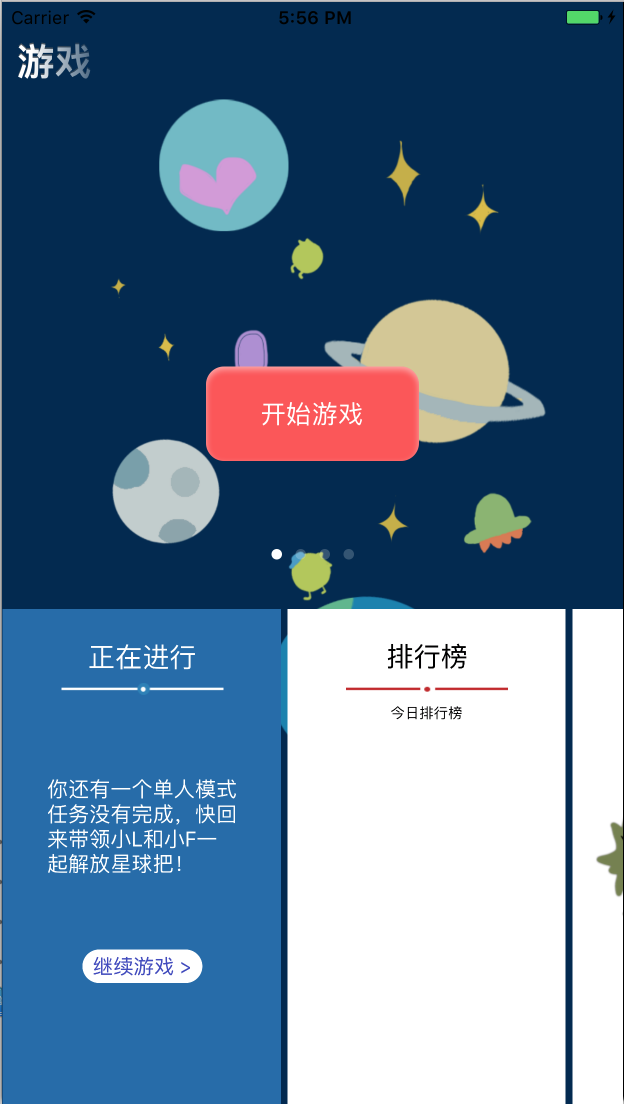 Carrier 5:56 PM
游戏
开始游戏
正在进行
你还有一个单人模式
任务没有完成，快回
来带领小L和小F一
起解放星球把！
继续游戏 >
排行榜
今日排行榜